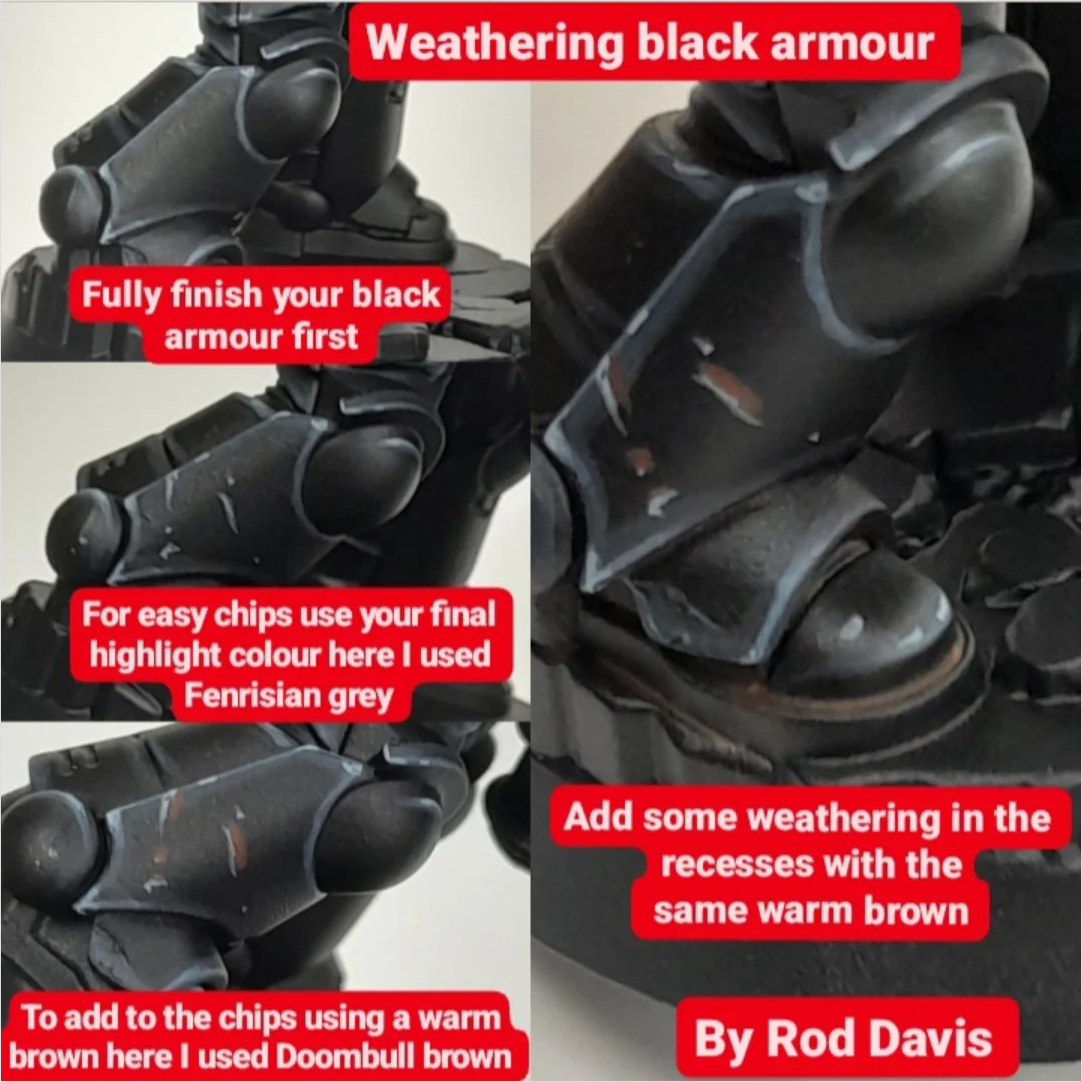 Weathering black armour
Fully finish your black
armour first
For easy chips use your final
highlight colour here I used
Fenrisian grey
To add to the chips using a warm
brown here I used Doombull brown
Add some weathering in the
recesses with the
same warm brown
By Rod Davis